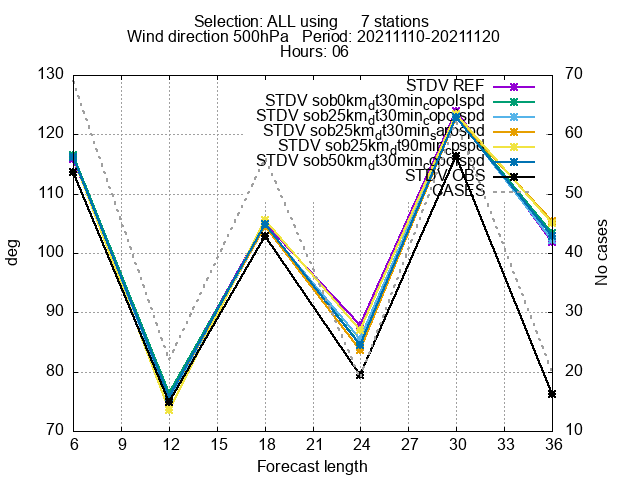 Selection: ALL using 7 stations
Wind direction 500hPa Period: 20211110-20211120
Hours: 06
130
120
110
100
90
80
70
70
60
50
40
30
20
10
deg
No cases
STDV REF
STDV sob0km_dt30min_copolspd
STDV sob25km_dt30min_copolspd
STDV sob25km_dt30min_sarospd
STDV sob25km_dt90min_cpspd
STDV sob50km_dt30min_copolspd
STDV OBS
CASES
6 9 12 15 18 21 24 27 30 33 36
Forecast length